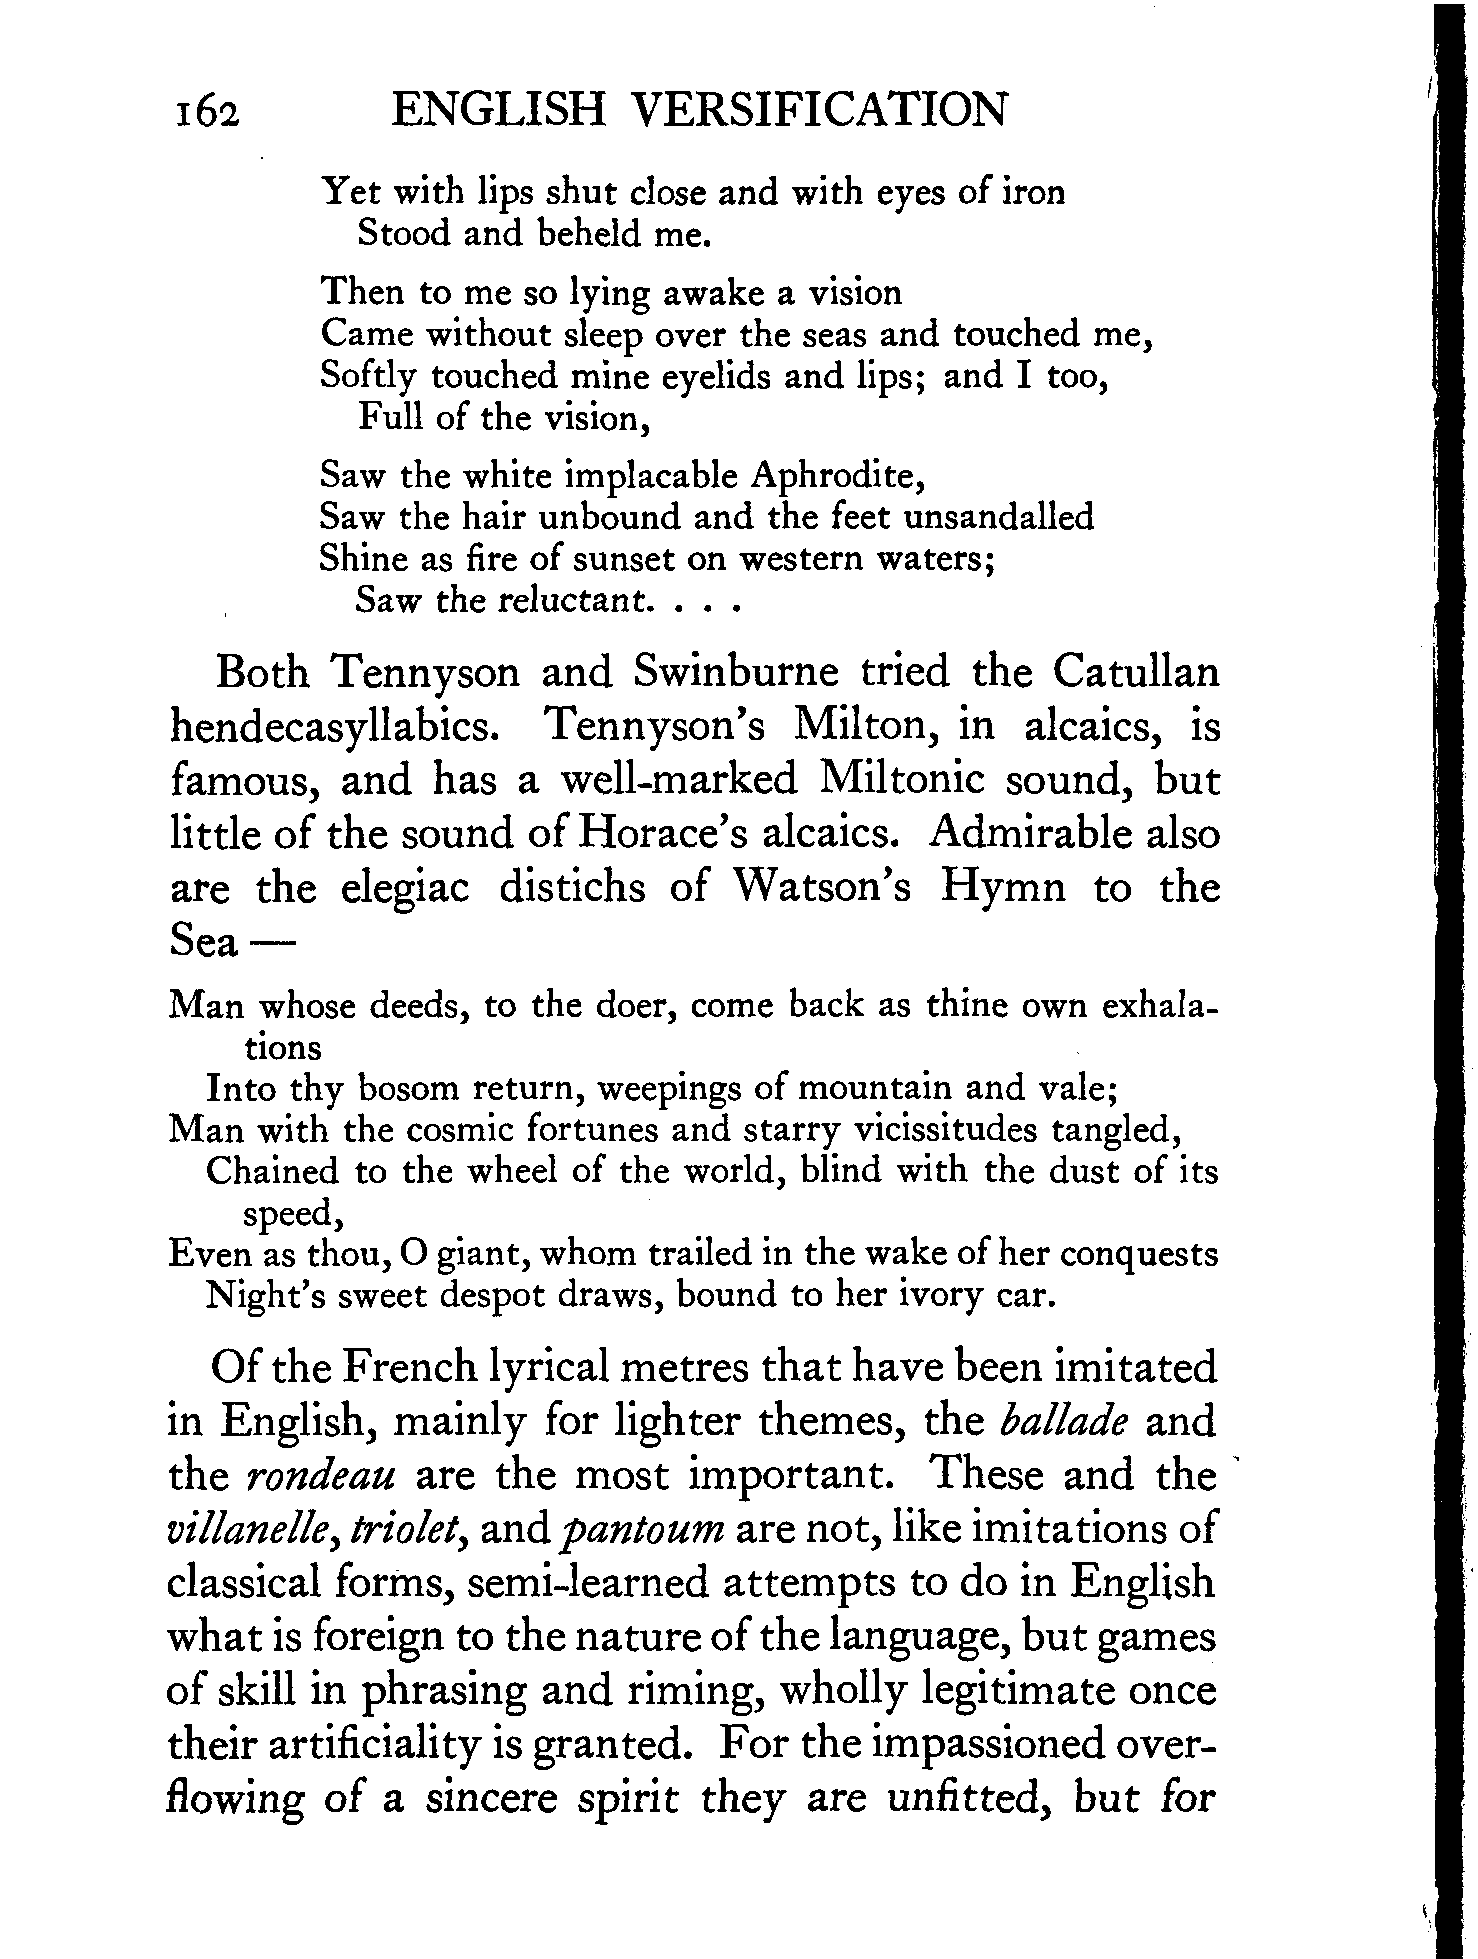 162 ENGLISH VERSIFICATION
Yet with lips shut close and with eyes of iron
Stood and beheld me.
Then to me so lying awake a vision
Came without sleep over the seas and touched me,
Softly touched mine eyelids and lips; and I too,
Full of the vision,
Saw the white implacable Aphrodite,
Saw the hair unbound and the feet unsandalled
Shine as fire of sunset on western waters;
Saw the reluctant. . . .
Both Tennyson and Swinburne tried the Catullan
hendecasyllabics. Tennyson's Milton, in alcaics, is
famous, and has a well-marked Miltonic sound, but
little of the sound of Horace's alcaics. Admirable also
are the elegiac distichs of Watson's Hymn to the
Sea —
Man whose deeds, to the doer, come back as thine own exhala-
tions
Into thy bosom return, weepings of mountain and vale;
Man with the cosmic fortunes and starry vicissitudes tangled,
Chained to the wheel of the world, blind with the dust of its
speed,
Even as thou, O giant, whom trailed in the wake of her conquests
Night's sweet despot draws, bound to her ivory car.
Of the French lyrical metres that have been imitated
in English, mainly for lighter themes, the ballade and
the rondeau are the most important. These and the
villanelle, triolet, and pantoum are not, like imitations of
classical forms, semi-learned attempts to do in English
what is foreign to the nature of the language, but games
of skill in phrasing and riming, wholly legitimate once
their artificiality is granted. For the impassioned over-
flowing of a sincere spirit they are unfitted, but for